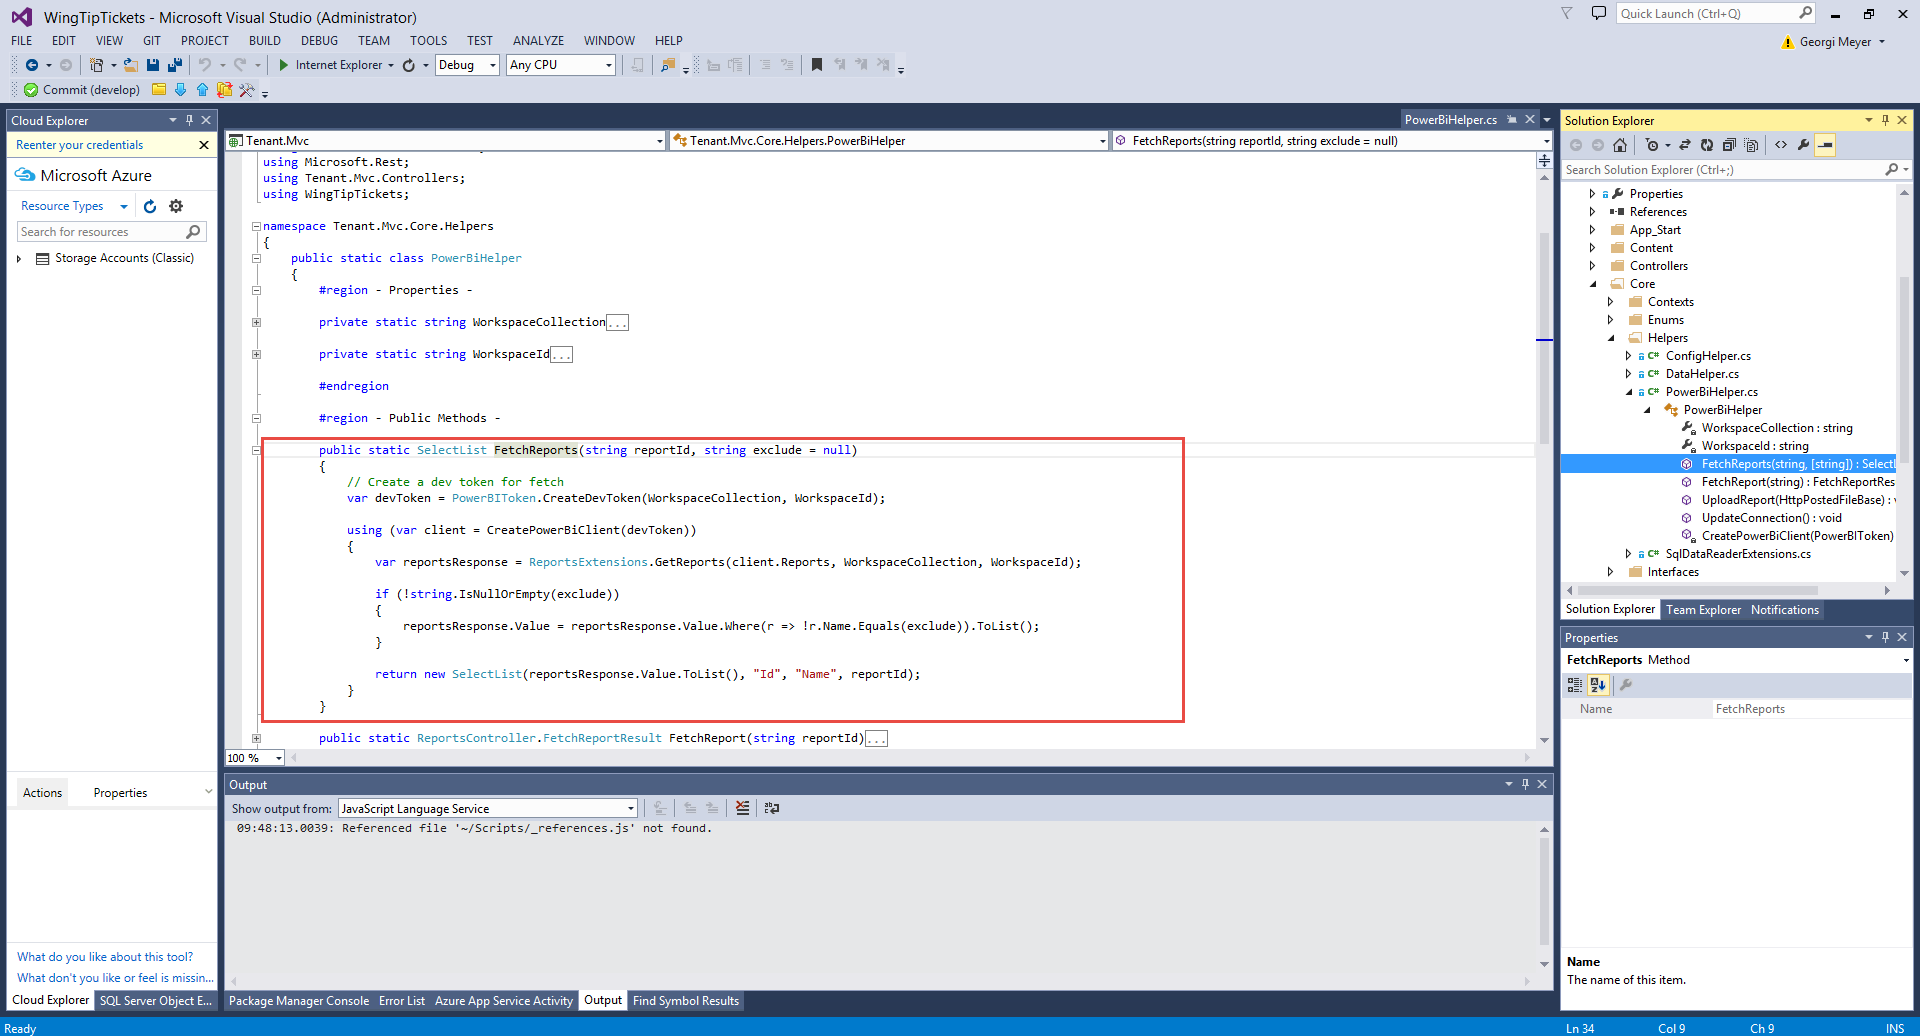 WingTipTickets - Microsoft Visual Studio (Administrator)
Quick Launch (Ctrl+Q)
FILE EDIT VIEW GIT PROJECT BUILD DEBUG TEAM TOOLS TEST ANALYZE WINDOW HELP
Georgi Meyer
Internet Explorer Debug Any CPU
Commit (develop)
Cloud Explorer
Reenter your credentials
Microsoft Azure
Resource Types
Search for resources
Storage Accounts (Classic)
Actions Properties
What do you like about this tool?
What don't you like or feel is missin...
Cloud Explorer SQL Server Object E...
PowerBiHelper.cs
Tenant.Mvc Tenant.Mvc.Core.Helpers.PowerBiHelper FetchReports(string reportId, string exclude = null)
using Microsoft.Rest;
using Tenant.Mvc.Controllers;
using WingTipTickets;
namespace Tenant.Mvc.Core.Helpers
{
public static class PowerBiHelper
{
#region - Properties -
private static string WorkspaceCollection...
private static string WorkspaceId...
#endregion
#region - Public Methods -
public static SelectList FetchReports(string reportId, string exclude = null)
{
// Create a dev token for fetch
var devToken = PowerBIToken.CreateDevToken(WorkspaceCollection, WorkspaceId);
using (var client = CreatePowerBiClient(devToken))
{
var reportsResponse = ReportsExtensions.GetReports(client.Reports, WorkspaceCollection, WorkspaceId);
if (!string.IsNullOrEmpty(exclude))
{
reportsResponse.Value = reportsResponse.Value.Where(r => !r.Name.Equals(exclude)).ToList();
}
return new SelectList(reportsResponse.Value.ToList(), "Id", "Name", reportId);
}
}
public static ReportsController.FetchReportResult FetchReport(string reportId)...
100 %
Output
Show output from: JavaScript Language Service
09:48:13.0039: Referenced file '~/Scripts/_references.js' not found.
Package Manager Console Error List Azure App Service Activity Output Find Symbol Results
Solution Explorer
Search Solution Explorer (Ctrl+;)
Properties
References
App_Start
Content
Controllers
Core
Contexts
Enums
Helpers
C# ConfigHelper.cs
C# DataHelper.cs
C# PowerBiHelper.cs
PowerBiHelper
WorkspaceCollection : string
WorkspaceId : string
FetchReports(string, [string]) : SelectL
FetchReport(string) : FetchReportRes
UploadReport(HttpPostedFileBase) : v
UpdateConnection() : void
CreatePowerBiClient(PowerBIToken)
C# SqlDataReaderExtensions.cs
Interfaces
Solution Explorer Team Explorer Notifications
Properties
FetchReports Method
Name FetchReports
Name
The name of this item.
Ready Ln 34 Col 9 Ch 9 INS